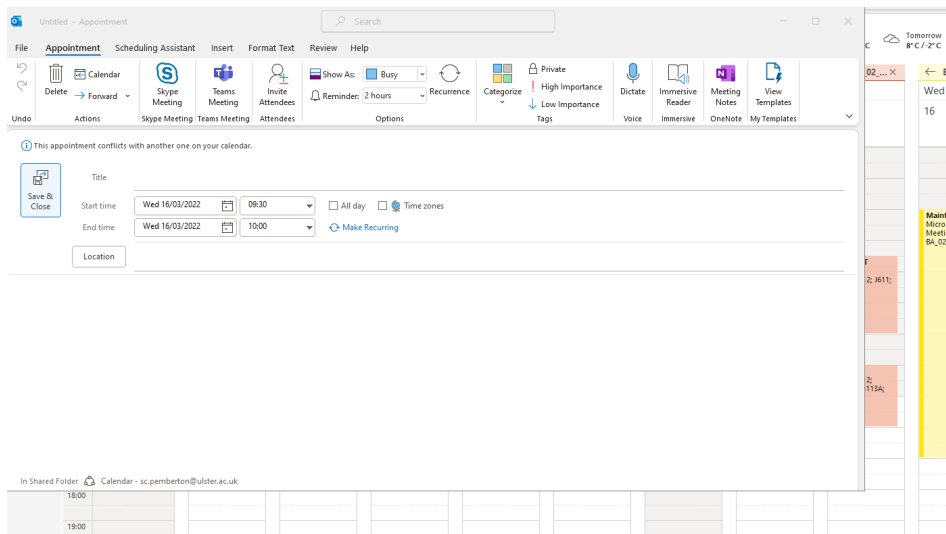 Untitled – Appointment
Search
File Appointment Scheduling Assistant Insert Format Text Review Help
Delete
Calendar
Forward
Skype
Meeting
Teams
Meeting
Invite
Attendees
Show As: Busy
Reminder: 2 hours
Recurrence
Categorize
Private
High Importance
Low Importance
Dictate
Immersive
Reader
Meeting
Notes
View
Templates
Undo Actions Skype Meeting Teams Meeting Attendees Options Tags Voice Immersive OneNote My Templates
This appointment conflicts with another one on your calendar.
Save &
Close
Title
Start time Wed 16/03/2022 09:30 All day Time zones
End time Wed 16/03/2022 10:00 Make Recurring
Location
In Shared Folder Calendar - sc.pemberton@ulster.ac.uk
18:00
19:00
C
Tomorrow
8°C/-2°C
02_...
Wed
16
Maint
Micro
Meeti
BA_02
2; J611;
2;
113A;